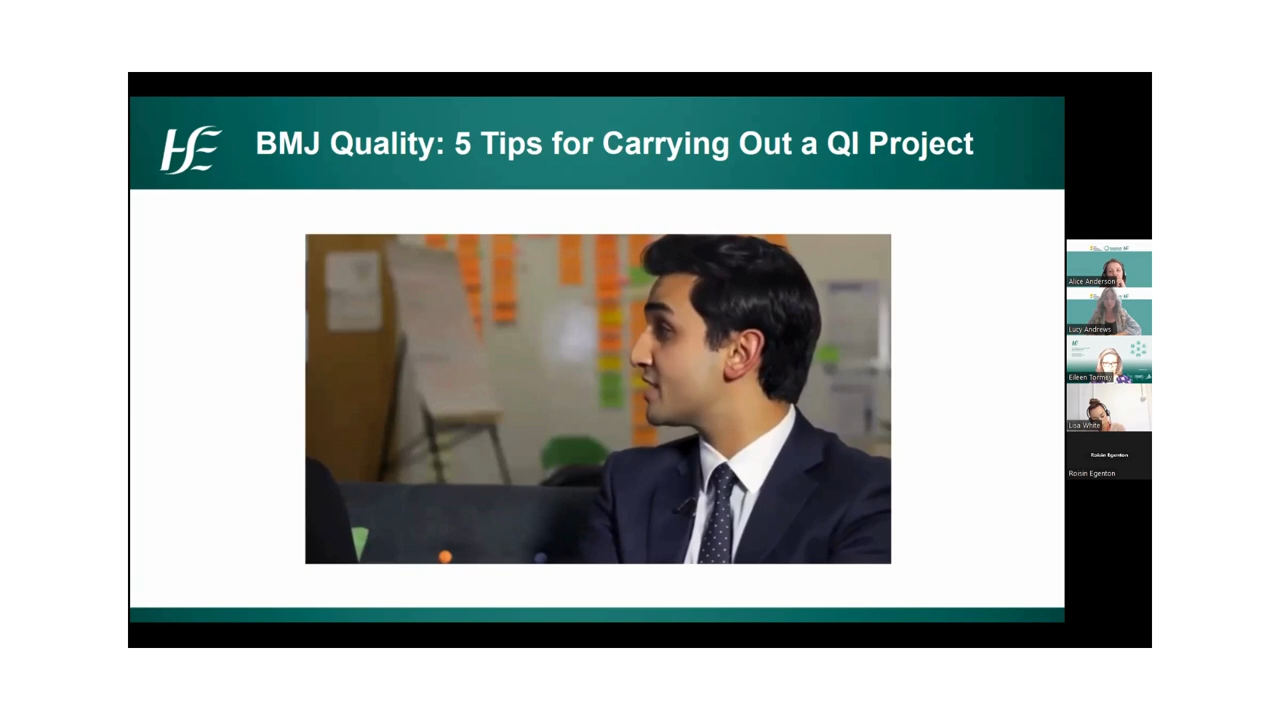 HSE
BMJ Quality: 5 Tips for Carrying Out a QI Project
Alice Anderson
Lucy Andrews
Eileen Tormey
Lisa White
Roisin Egenton
Roisin Egenton